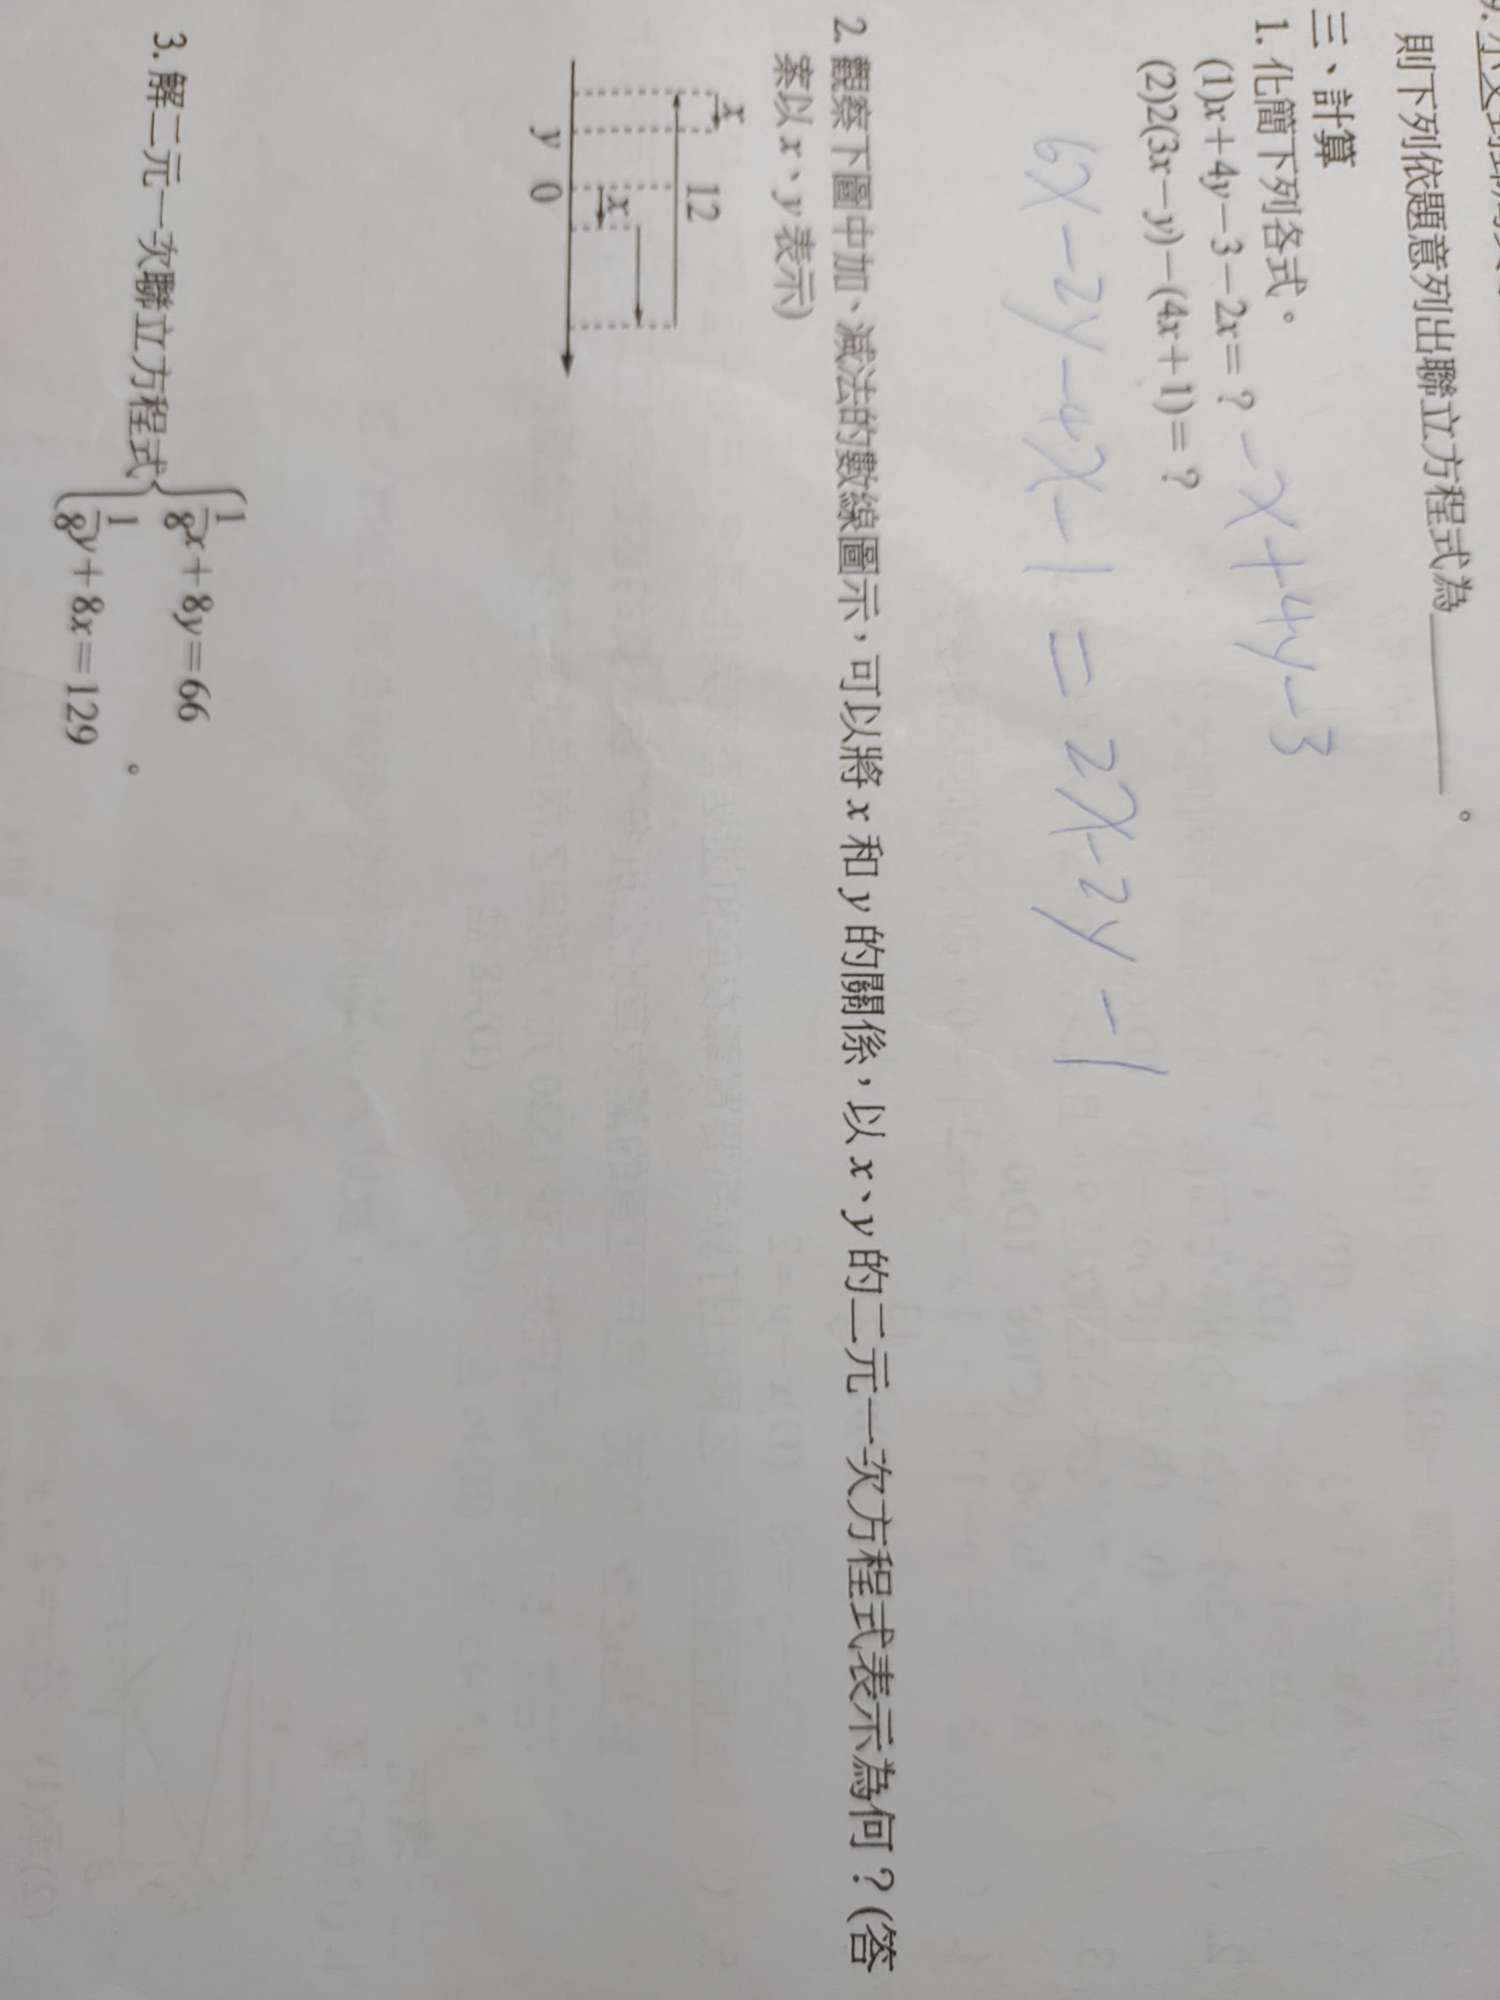 則下列依題意列出聯立方程式為＿＿＿＿。
三、計算
1. 化簡下列各式。
(1)x+4y−3−2x=？ −x+4y−3
(2)2(3x−y)−(4x+1)=？
6x−2y−4x−1=2x−2y−1
2. 觀察下圖中加、減法的數線圖示，可以將 x 和 y 的關係，以 x、y 的二元一次方程式表示為何？(答
案以 x、y 表示)
x 12
x
y 0
3. 解二元一次聯立方程式{
1/8x+8y=66
1/8y+8x=129
。